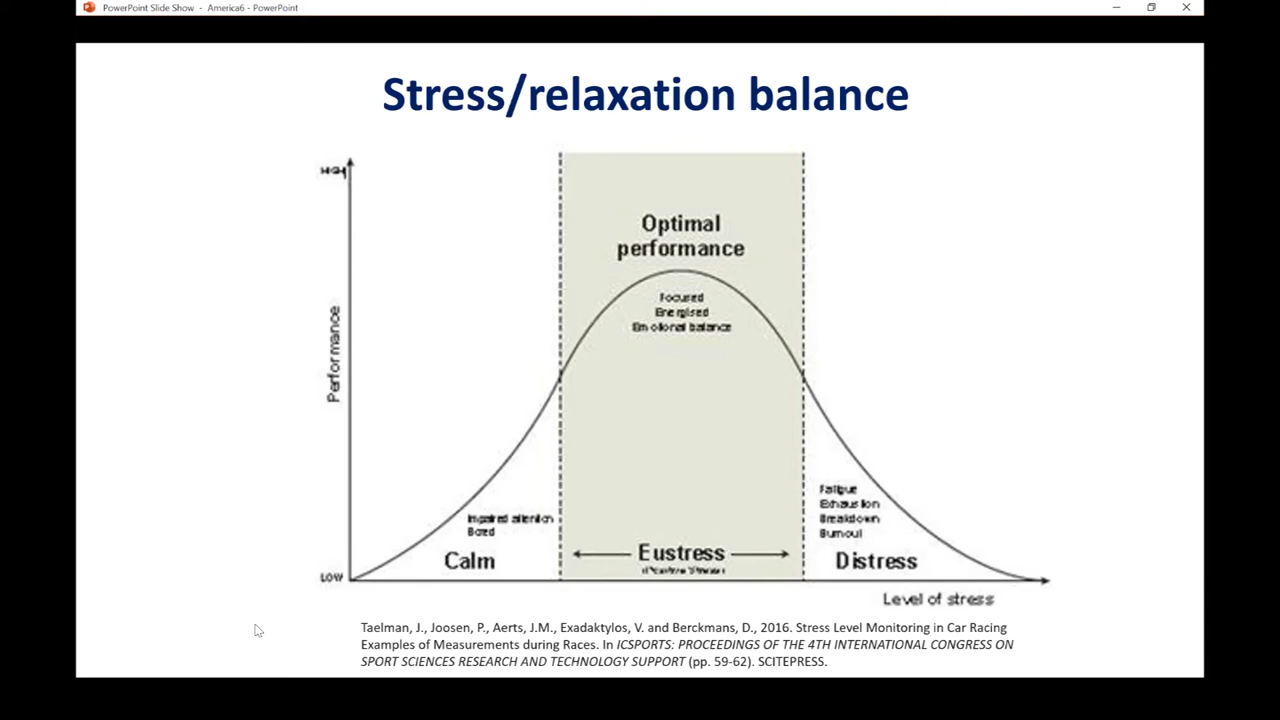 PowerPoint Slide Show - America6 - PowerPoint
Stress/relaxation balance
HIGH
Performance
Optimal
performance
Focused
Energised
Emotional balance
Impaired attention
Bored
Calm
Eustress
(Positive Stress)
Fatigue
Exhaustion
Breakdown
Burnout
Distress
LOW
Level of stress
Taelman, J., Joosen, P., Aerts, J.M., Exadaktylos, V. and Berckmans, D., 2016. Stress Level Monitoring in Car Racing
Examples of Measurements during Races. In ICSPORTS: PROCEEDINGS OF THE 4TH INTERNATIONAL CONGRESS ON
SPORT SCIENCES RESEARCH AND TECHNOLOGY SUPPORT (pp. 59-62). SCITEPRESS.